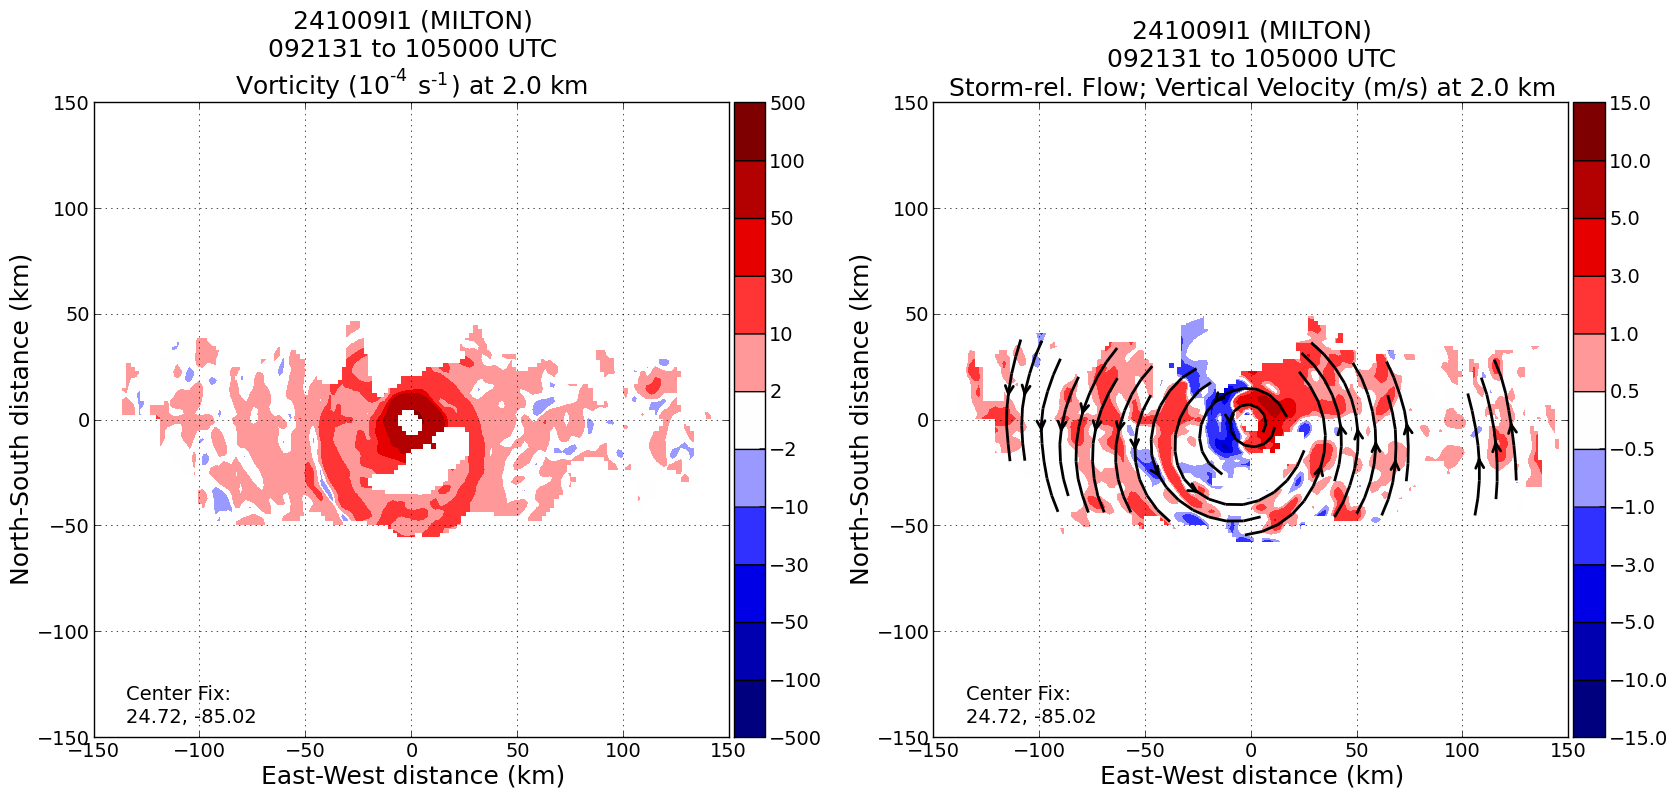 241009I1 (MILTON)
092131 to 105000 UTC
Vorticity (10⁻⁴ s⁻¹) at 2.0 km
150
100
50
0
−50
−100
−150
North-South distance (km)
−150 −100 −50 0 50 100 150
East-West distance (km)
Center Fix:
24.72, -85.02
500
100
50
30
10
2
−2
−10
−30
−50
−100
−500
241009I1 (MILTON)
092131 to 105000 UTC
Storm-rel. Flow; Vertical Velocity (m/s) at 2.0 km
150
100
50
0
−50
−100
−150
North-South distance (km)
−150 −100 −50 0 50 100 150
East-West distance (km)
Center Fix:
24.72, -85.02
15.0
10.0
5.0
3.0
1.0
0.5
−0.5
−1.0
−3.0
−5.0
−10.0
−15.0